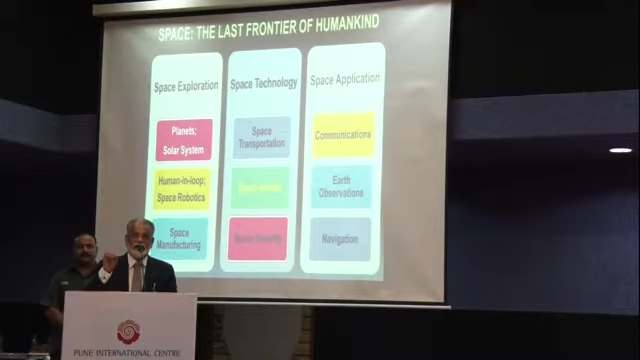 SPACE: THE LAST FRONTIER OF HUMANKIND
Space Exploration
Planets;
Solar System
Human-in-loop;
Space Robotics
Space
Manufacturing
Space Technology
Space
Transportation
Space
Space Application
Communications
Earth
Observations
Navigation
PUNE INTERNATIONAL CENTRE